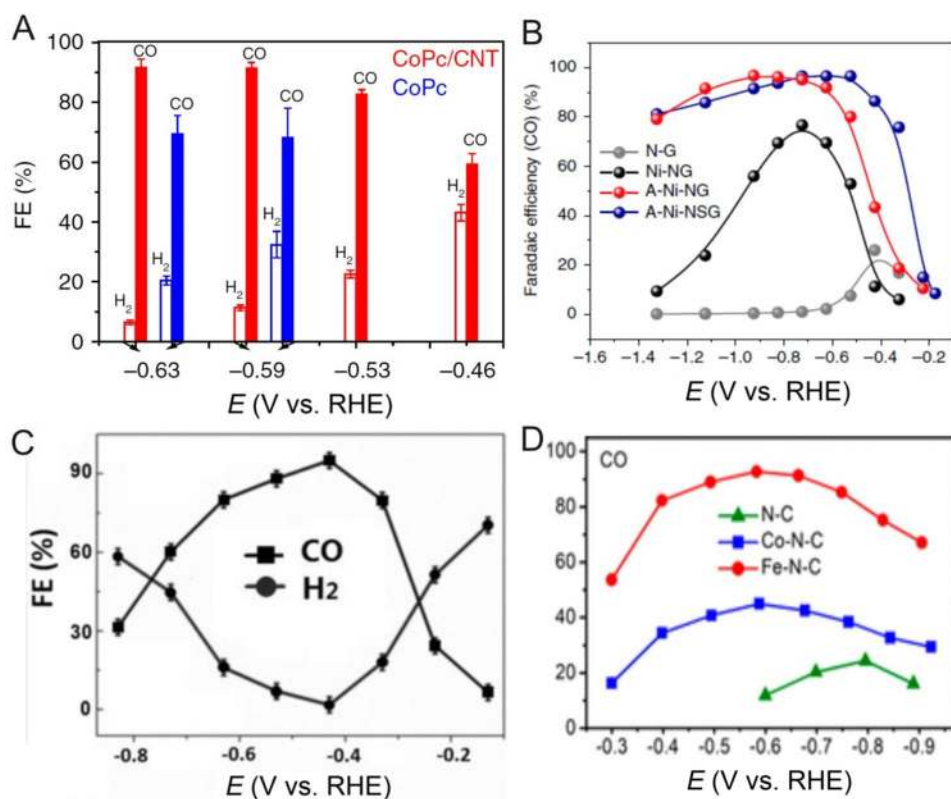 A
100
80
60
40
20
0
FE (%)
CoPc/CNT
CoPc
CO
CO
CO
CO
CO
CO
H2
H2
H2
H2
H2
H2
−0.63
−0.59
−0.53
−0.46
E (V vs. RHE)
B
100
80
60
40
20
0
Faradaic efficiency (CO) (%)
N-G
Ni-NG
A-Ni-NG
A-Ni-NSG
−1.6
−1.4
−1.2
−1.0
−0.8
−0.6
−0.4
−0.2
E (V vs. RHE)
C
90
60
30
0
FE (%)
CO
H2
-0.8
-0.6
-0.4
-0.2
E (V vs. RHE)
D
CO
100
80
60
40
20
0
N-C
Co-N-C
Fe-N-C
-0.3
-0.4
-0.5
-0.6
-0.7
-0.8
-0.9
E (V vs. RHE)